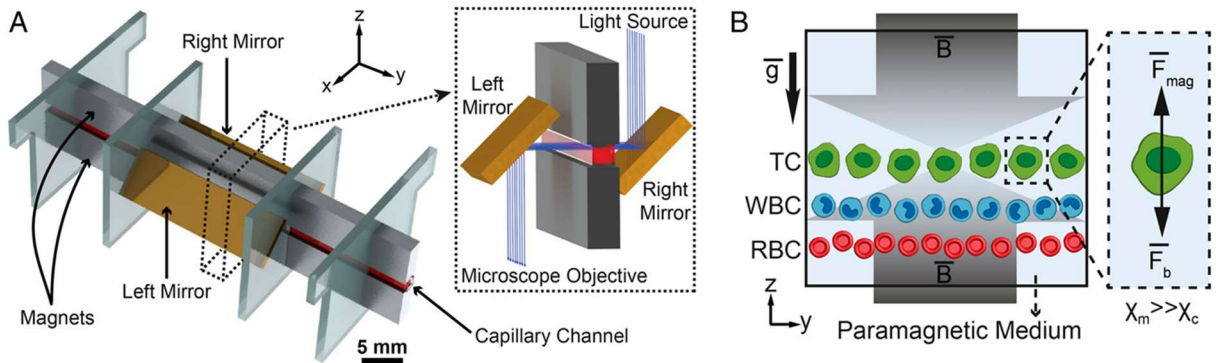 A
Right Mirror
z
x
y
Magnets
Left Mirror
5 mm
Capillary Channel
Light Source
Left
Mirror
Right
Mirror
Microscope Objective
B
g
B
TC
WBC
RBC
B
z
y
Paramagnetic Medium
F mag
F b
χm>>χc